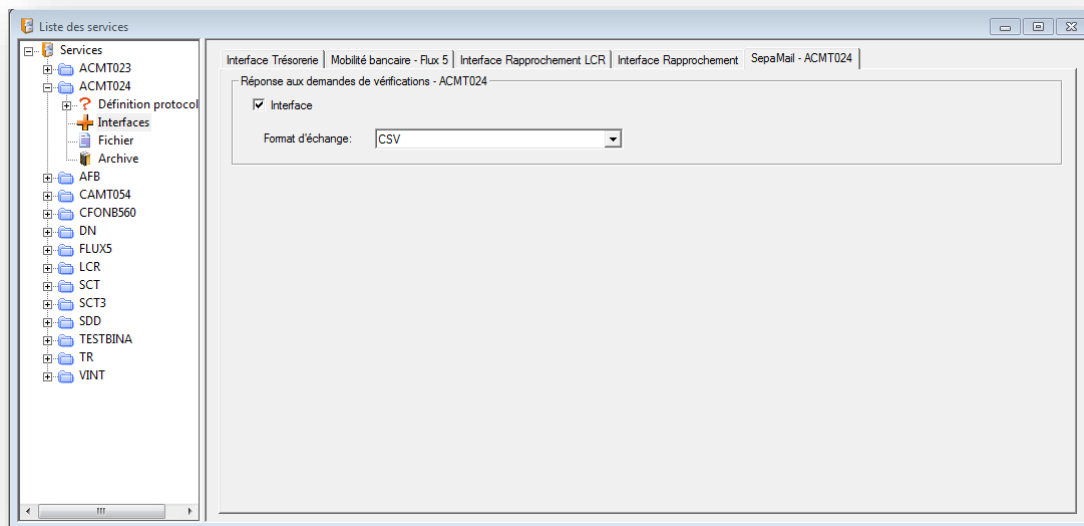 Liste des services
Services
ACMT023
ACMT024
Définition protocol
Interfaces
Fichier
Archive
AFB
CAMT054
CFONB560
DN
FLUX5
LCR
SCT
SCT3
SDD
TESTBINA
TR
VINT
Interface Trésorerie Mobilité bancaire - Flux 5 Interface Rapprochement LCR Interface Rapprochement SepaMail - ACMT024
Réponse aux demandes de vérifications - ACMT024
Interface
Format d'échange: CSV